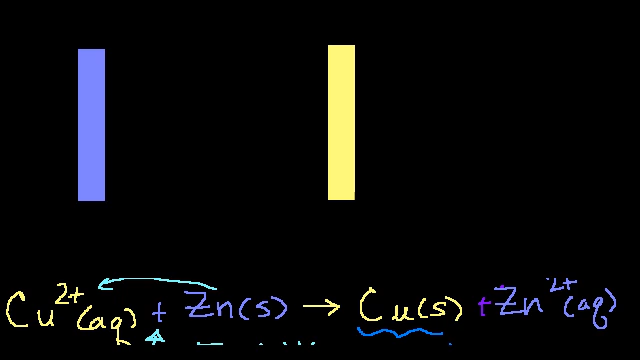 Cu²⁺(aq) + Zn(s) → Cu(s) + Zn²⁺(aq)